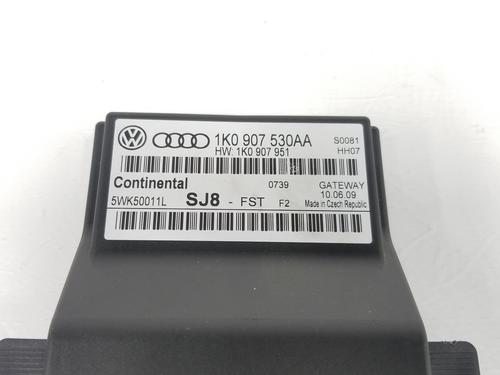 1K0 907 530AA S0081
HW: 1K0 907 951 HH07
Continental 0739 GATEWAY
10.06.09
5WK50011L SJ8 - FST F2 Made in Czech Republic